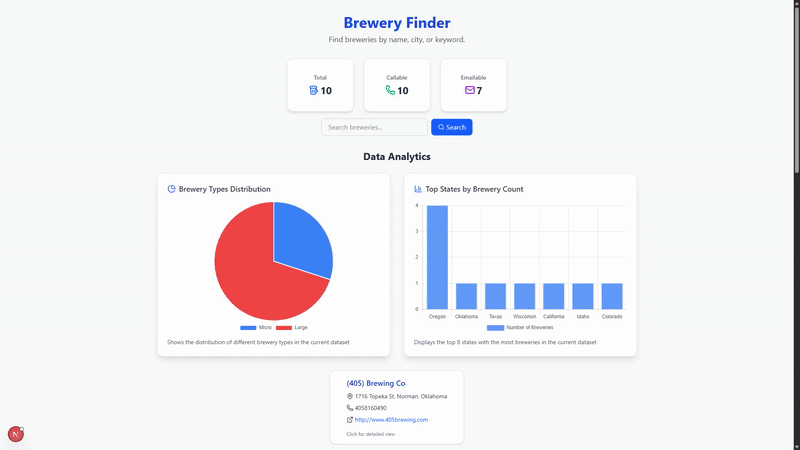 Brewery Finder
Find breweries by name, city, or keyword.
Total
10
Callable
10
Emailable
7
Search breweries...
Search
Data Analytics
Brewery Types Distribution
Micro
Large
Shows the distribution of different brewery types in the current dataset
Top States by Brewery Count
4
3
2
1
0
Oregon
Oklahoma
Texas
Wisconsin
California
Idaho
Colorado
Number of Breweries
Displays the top 8 states with the most breweries in the current dataset
(405) Brewing Co
1716 Topeka St, Norman, Oklahoma
4058160490
http://www.405brewing.com
Click for detailed view
N